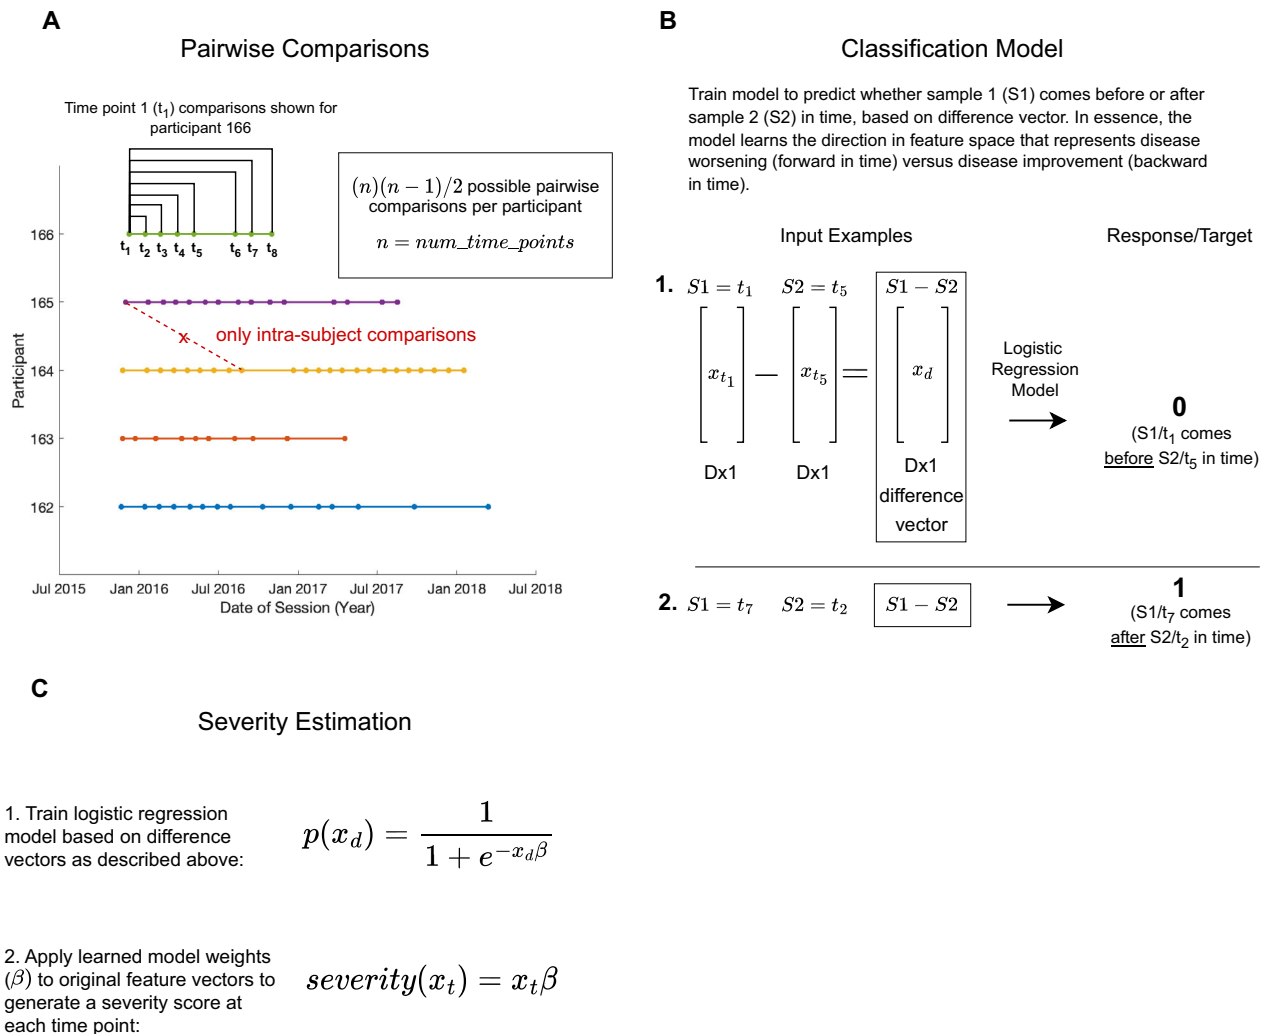 A
Pairwise Comparisons
Time point 1 (t₁) comparisons shown for
participant 166
(n)(n − 1)/2 possible pairwise
comparisons per participant
n = num_time_points
166
t₁ t₂ t₃ t₄ t₅ t₆ t₇ t₈
165
x only intra-subject comparisons
164
163
162
Participant
Jul 2015 Jan 2016 Jul 2016 Jan 2017 Jul 2017 Jan 2018 Jul 2018
Date of Session (Year)
B
Classification Model
Train model to predict whether sample 1 (S1) comes before or after
sample 2 (S2) in time, based on difference vector. In essence, the
model learns the direction in feature space that represents disease
worsening (forward in time) versus disease improvement (backward
in time).
Input Examples Response/Target
1. S1 = t₁ S2 = t₅ S1 − S2
x_{t₁} − x_{t₅} = x_d
Dx1 Dx1 Dx1
difference
vector
Logistic
Regression
Model
0
(S1/t₁ comes
before S2/t₅ in time)
2. S1 = t₇ S2 = t₂ S1 − S2
1
(S1/t₇ comes
after S2/t₂ in time)
C
Severity Estimation
1. Train logistic regression
model based on difference
vectors as described above:
p(x_d) = 1 / (1 + e^{−x_dβ})
2. Apply learned model weights
(β) to original feature vectors to
generate a severity score at
each time point:
severity(x_t) = x_tβ